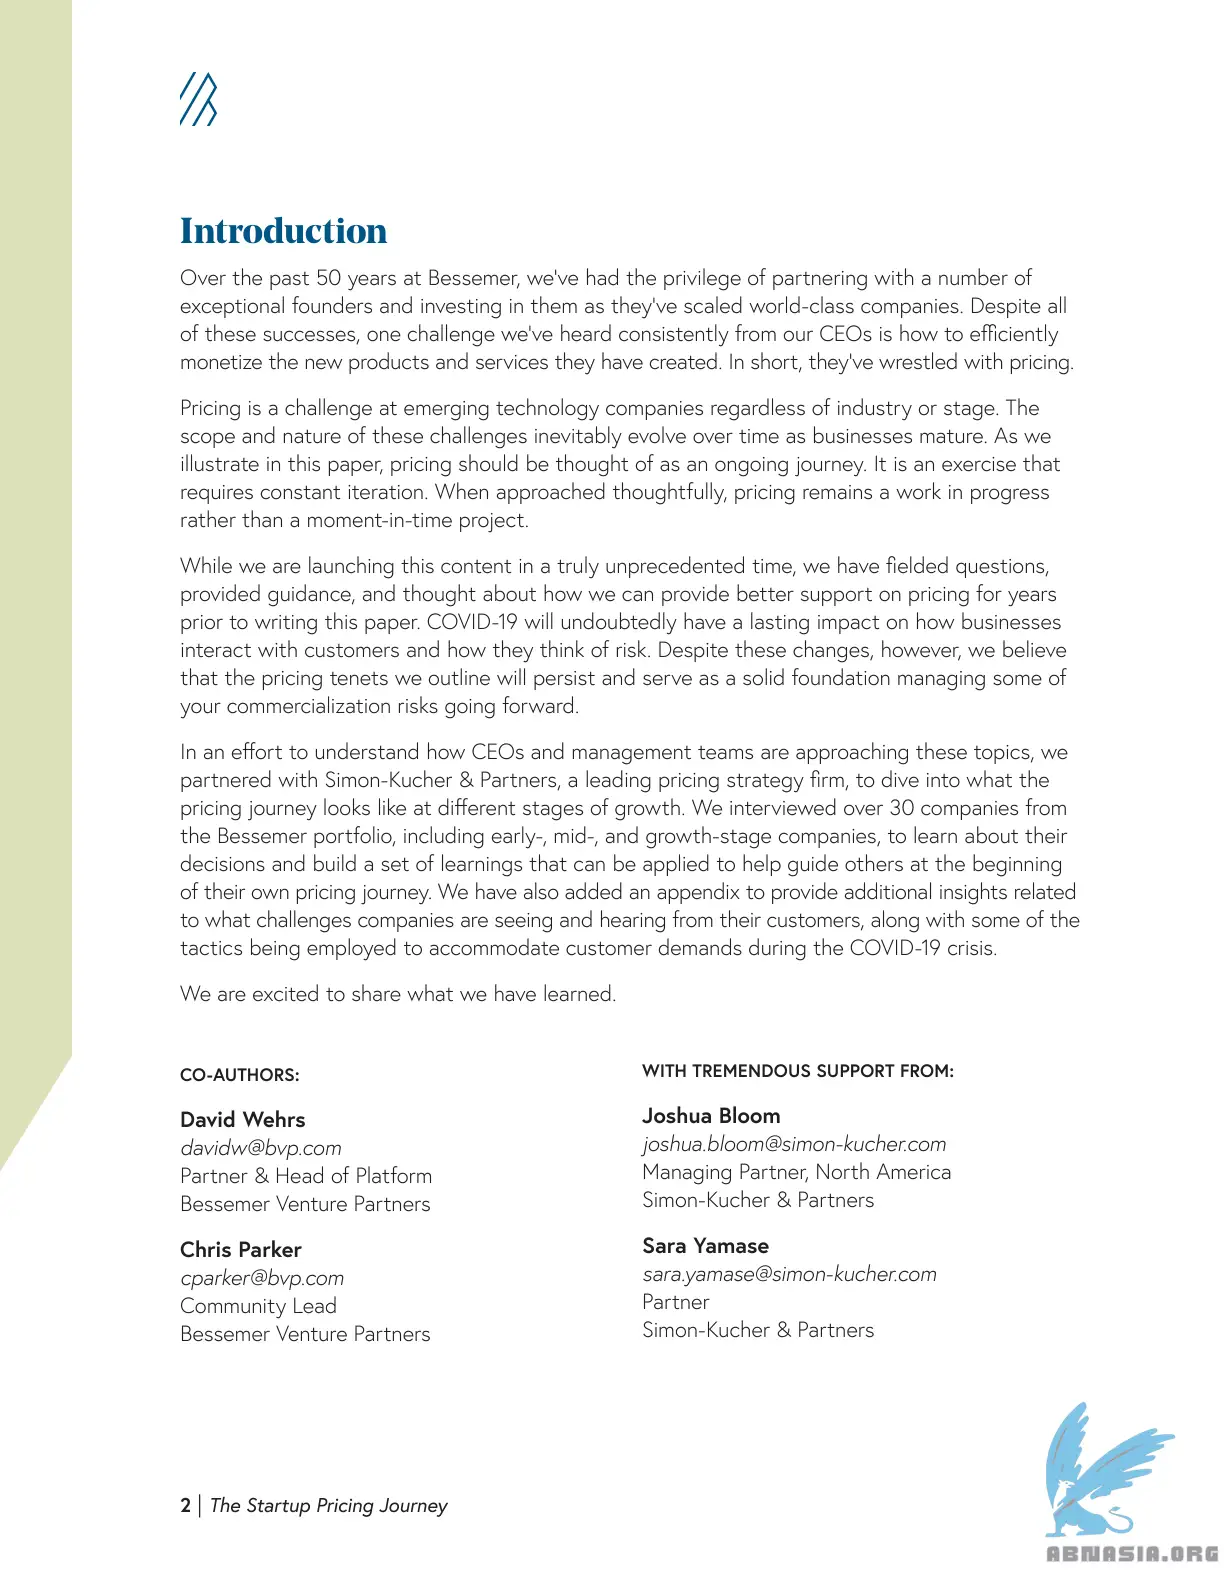 Introduction
Over the past 50 years at Bessemer, we've had the privilege of partnering with a number of
exceptional founders and investing in them as they've scaled world-class companies. Despite all
of these successes, one challenge we've heard consistently from our CEOs is how to efficiently
monetize the new products and services they have created. In short, they've wrestled with pricing.
Pricing is a challenge at emerging technology companies regardless of industry or stage. The
scope and nature of these challenges inevitably evolve over time as businesses mature. As we
illustrate in this paper, pricing should be thought of as an ongoing journey. It is an exercise that
requires constant iteration. When approached thoughtfully, pricing remains a work in progress
rather than a moment-in-time project.
While we are launching this content in a truly unprecedented time, we have fielded questions,
provided guidance, and thought about how we can provide better support on pricing for years
prior to writing this paper. COVID-19 will undoubtedly have a lasting impact on how businesses
interact with customers and how they think of risk. Despite these changes, however, we believe
that the pricing tenets we outline will persist and serve as a solid foundation managing some of
your commercialization risks going forward.
In an effort to understand how CEOs and management teams are approaching these topics, we
partnered with Simon-Kucher & Partners, a leading pricing strategy firm, to dive into what the
pricing journey looks like at different stages of growth. We interviewed over 30 companies from
the Bessemer portfolio, including early-, mid-, and growth-stage companies, to learn about their
decisions and build a set of learnings that can be applied to help guide others at the beginning
of their own pricing journey. We have also added an appendix to provide additional insights related
to what challenges companies are seeing and hearing from their customers, along with some of the
tactics being employed to accommodate customer demands during the COVID-19 crisis.
We are excited to share what we have learned.
CO-AUTHORS:
David Wehrs
davidw@bvp.com
Partner & Head of Platform
Bessemer Venture Partners
Chris Parker
cparker@bvp.com
Community Lead
Bessemer Venture Partners
WITH TREMENDOUS SUPPORT FROM:
Joshua Bloom
joshua.bloom@simon-kucher.com
Managing Partner, North America
Simon-Kucher & Partners
Sara Yamase
sara.yamase@simon-kucher.com
Partner
Simon-Kucher & Partners
2 | The Startup Pricing Journey
ABNASIA.ORG